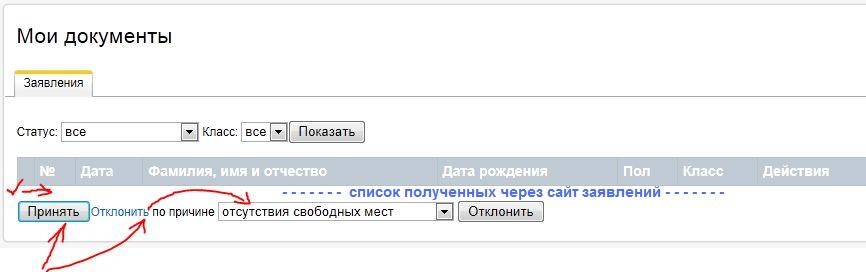 Мои документы
Заявления
Статус: все Класс: все Показать
№ Дата Фамилия, имя и отчество Дата рождения Пол Класс Действия
- - - - - - - список полученных через сайт заявлений - - - - - - -
Принять Отклонить по причине отсутствия свободных мест Отклонить